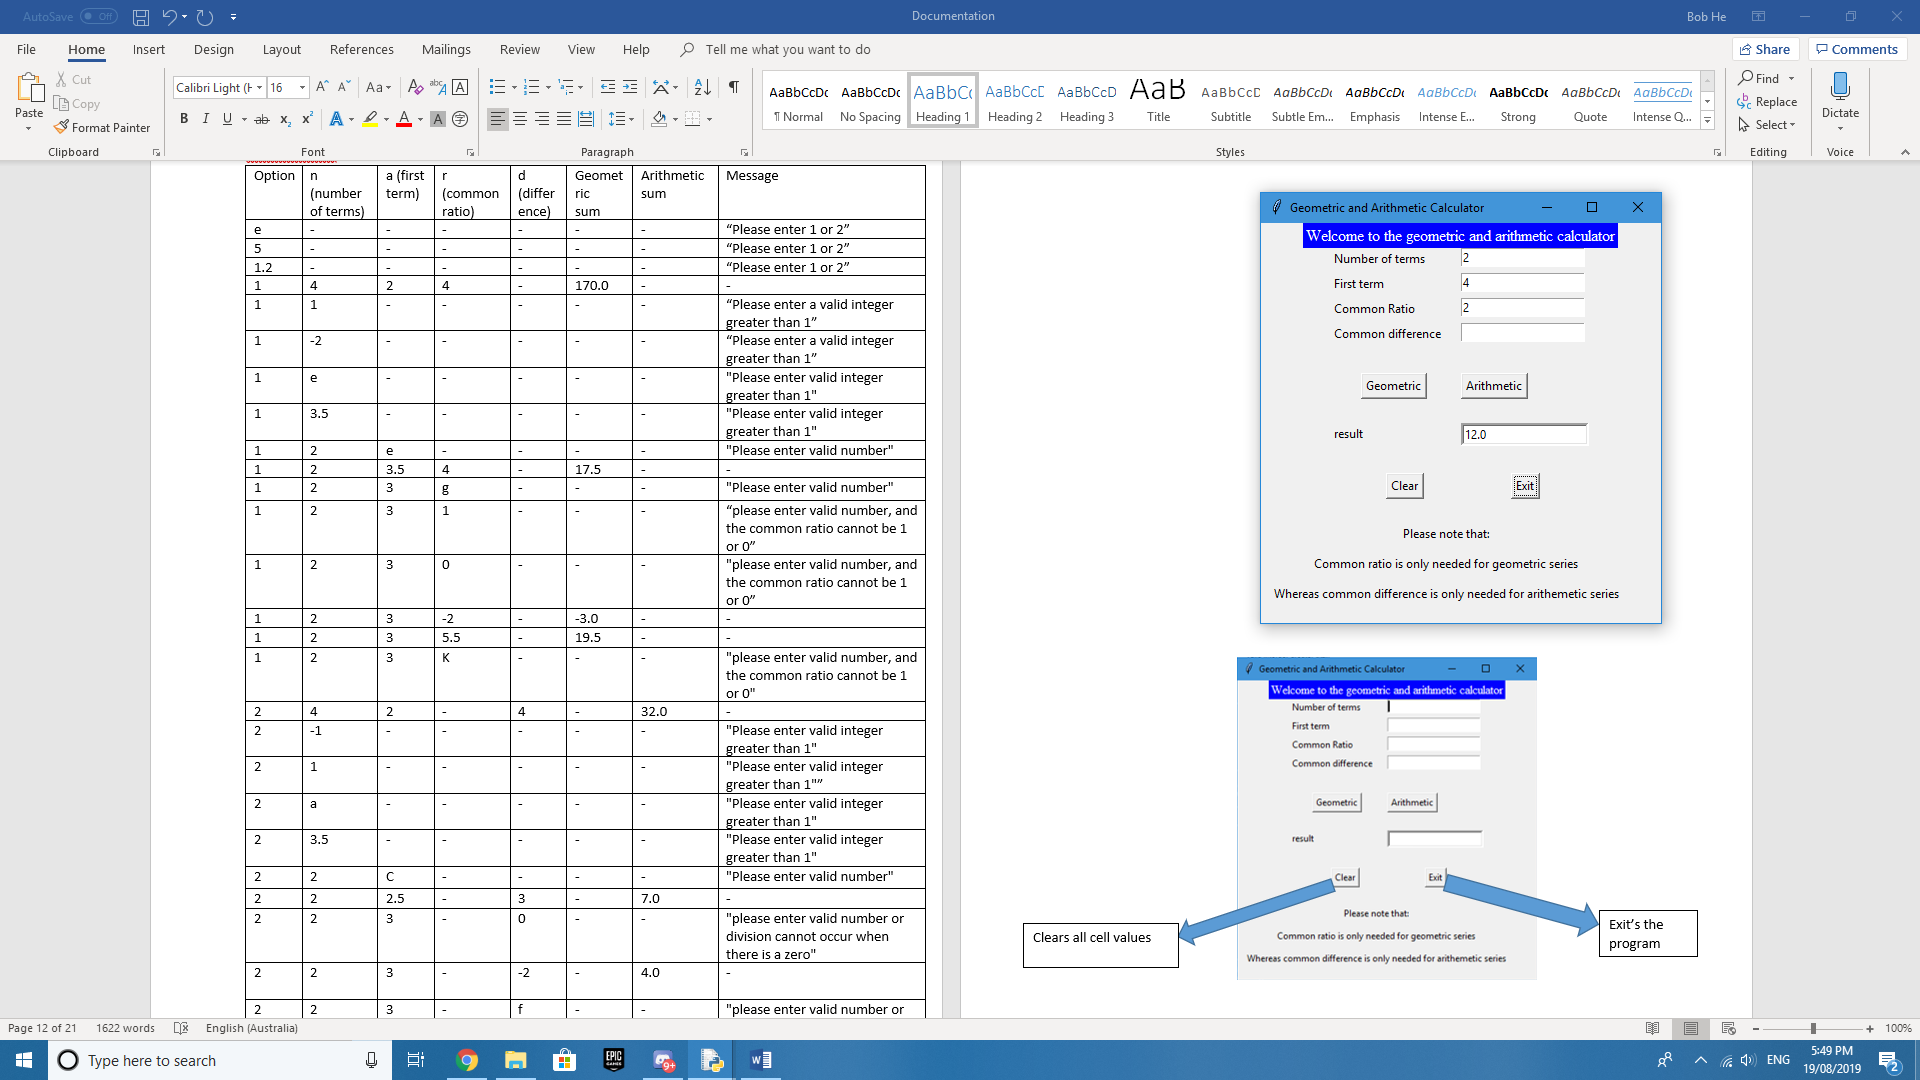 AutoSave Off
Documentation
Bob He
File Home Insert Design Layout References Mailings Review View Help Tell me what you want to do
Share Comments
Paste
Cut
Copy
Format Painter
Clipboard
Calibri Light (H 16
Font
Paragraph
AaBbCcDc AaBbCcDc AaBbCc AaBbCcC AaBbCcD AaB AaBbCcD AaBbCcDc AaBbCcDc AaBbCcDc AaBbCcDc AaBbCcDc AaBbCcDc
¶ Normal No Spacing Heading 1 Heading 2 Heading 3 Title Subtitle Subtle Em... Emphasis Intense E... Strong Quote Intense Q...
Styles
Find
Replace
Select
Editing
Dictate
Voice
Option n (number of terms) a (first term) r (common ratio) d (differ ence) Geomet ric sum Arithmetic sum Message
e - - - - - - “Please enter 1 or 2”
5 - - - - - - “Please enter 1 or 2”
1.2 - - - - - - “Please enter 1 or 2”
1 4 2 4 - 170.0 - -
1 1 - - - - - “Please enter a valid integer
greater than 1”
1 -2 - - - - - “Please enter a valid integer
greater than 1”
1 e - - - - - "Please enter valid integer
greater than 1"
1 3.5 - - - - - "Please enter valid integer
greater than 1"
1 2 e - - - - "Please enter valid number"
1 2 3.5 4 - 17.5 - -
1 2 3 g - - - "Please enter valid number"
1 2 3 1 - - - “please enter valid number, and
the common ratio cannot be 1
or 0”
1 2 3 0 - - - "please enter valid number, and
the common ratio cannot be 1
or 0”
1 2 3 -2 - -3.0 - -
1 2 3 5.5 - 19.5 - -
1 2 3 K - - - "please enter valid number, and
the common ratio cannot be 1
or 0"
2 4 2 - 4 - 32.0 -
2 -1 - - - - - "Please enter valid integer
greater than 1"
2 1 - - - - - "Please enter valid integer
greater than 1"”
2 a - - - - - "Please enter valid integer
greater than 1"
2 3.5 - - - - - "Please enter valid integer
greater than 1"
2 2 C - - - - "Please enter valid number"
2 2 2.5 - 3 - 7.0 -
2 2 3 - 0 - - "please enter valid number or
division cannot occur when
there is a zero"
2 2 3 - -2 - 4.0 -
2 2 3 - f - - "please enter valid number or
Geometric and Arithmetic Calculator
Welcome to the geometric and arithmetic calculator
Number of terms 2
First term 4
Common Ratio 2
Common difference
Geometric Arithmetic
result 12.0
Clear Exit
Please note that:
Common ratio is only needed for geometric series
Whereas common difference is only needed for arithemetic series
Geometric and Arithmetic Calculator
Welcome to the geometric and arithmetic calculator
Number of terms
First term
Common Ratio
Common difference
Geometric Arithmetic
result
Clear Exit
Please note that:
Common ratio is only needed for geometric series
Whereas common difference is only needed for arithemetic series
Clears all cell values
Exit’s the
program
Page 12 of 21 1622 words English (Australia)
100%
Type here to search
EPIC GAMES
9+
ENG
5:49 PM
19/08/2019
2